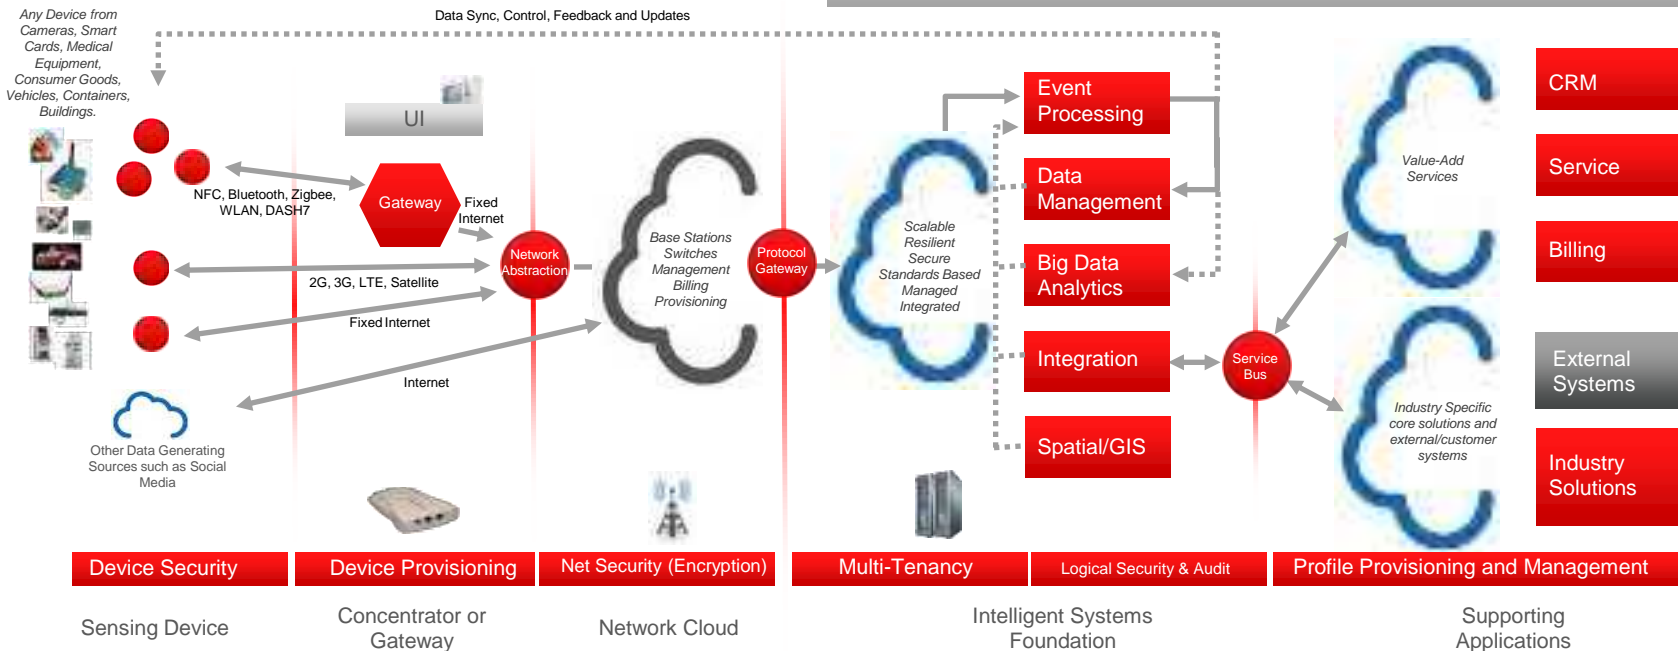 Any Device from
Cameras, Smart
Cards, Medical
Equipment,
Consumer Goods,
Vehicles, Containers,
Buildings.
Data Sync, Control, Feedback and Updates
UI
NFC, Bluetooth, Zigbee,
WLAN, DASH7
Gateway
Fixed
Internet
Network
Abstraction
2G, 3G, LTE, Satellite
Fixed Internet
Internet
Other Data Generating
Sources such as Social
Media
Base Stations
Switches
Management
Billing
Provisioning
Protocol
Gateway
Scalable
Resilient
Secure
Standards Based
Managed
Integrated
Event
Processing
Data
Management
Big Data
Analytics
Integration
Spatial/GIS
Service
Bus
Value-Add
Services
Industry Specific
core solutions and
external/customer
systems
CRM
Service
Billing
External
Systems
Industry
Solutions
Device Security
Device Provisioning
Net Security (Encryption)
Multi-Tenancy
Logical Security & Audit
Profile Provisioning and Management
Sensing Device
Concentrator or
Gateway
Network Cloud
Intelligent Systems
Foundation
Supporting
Applications